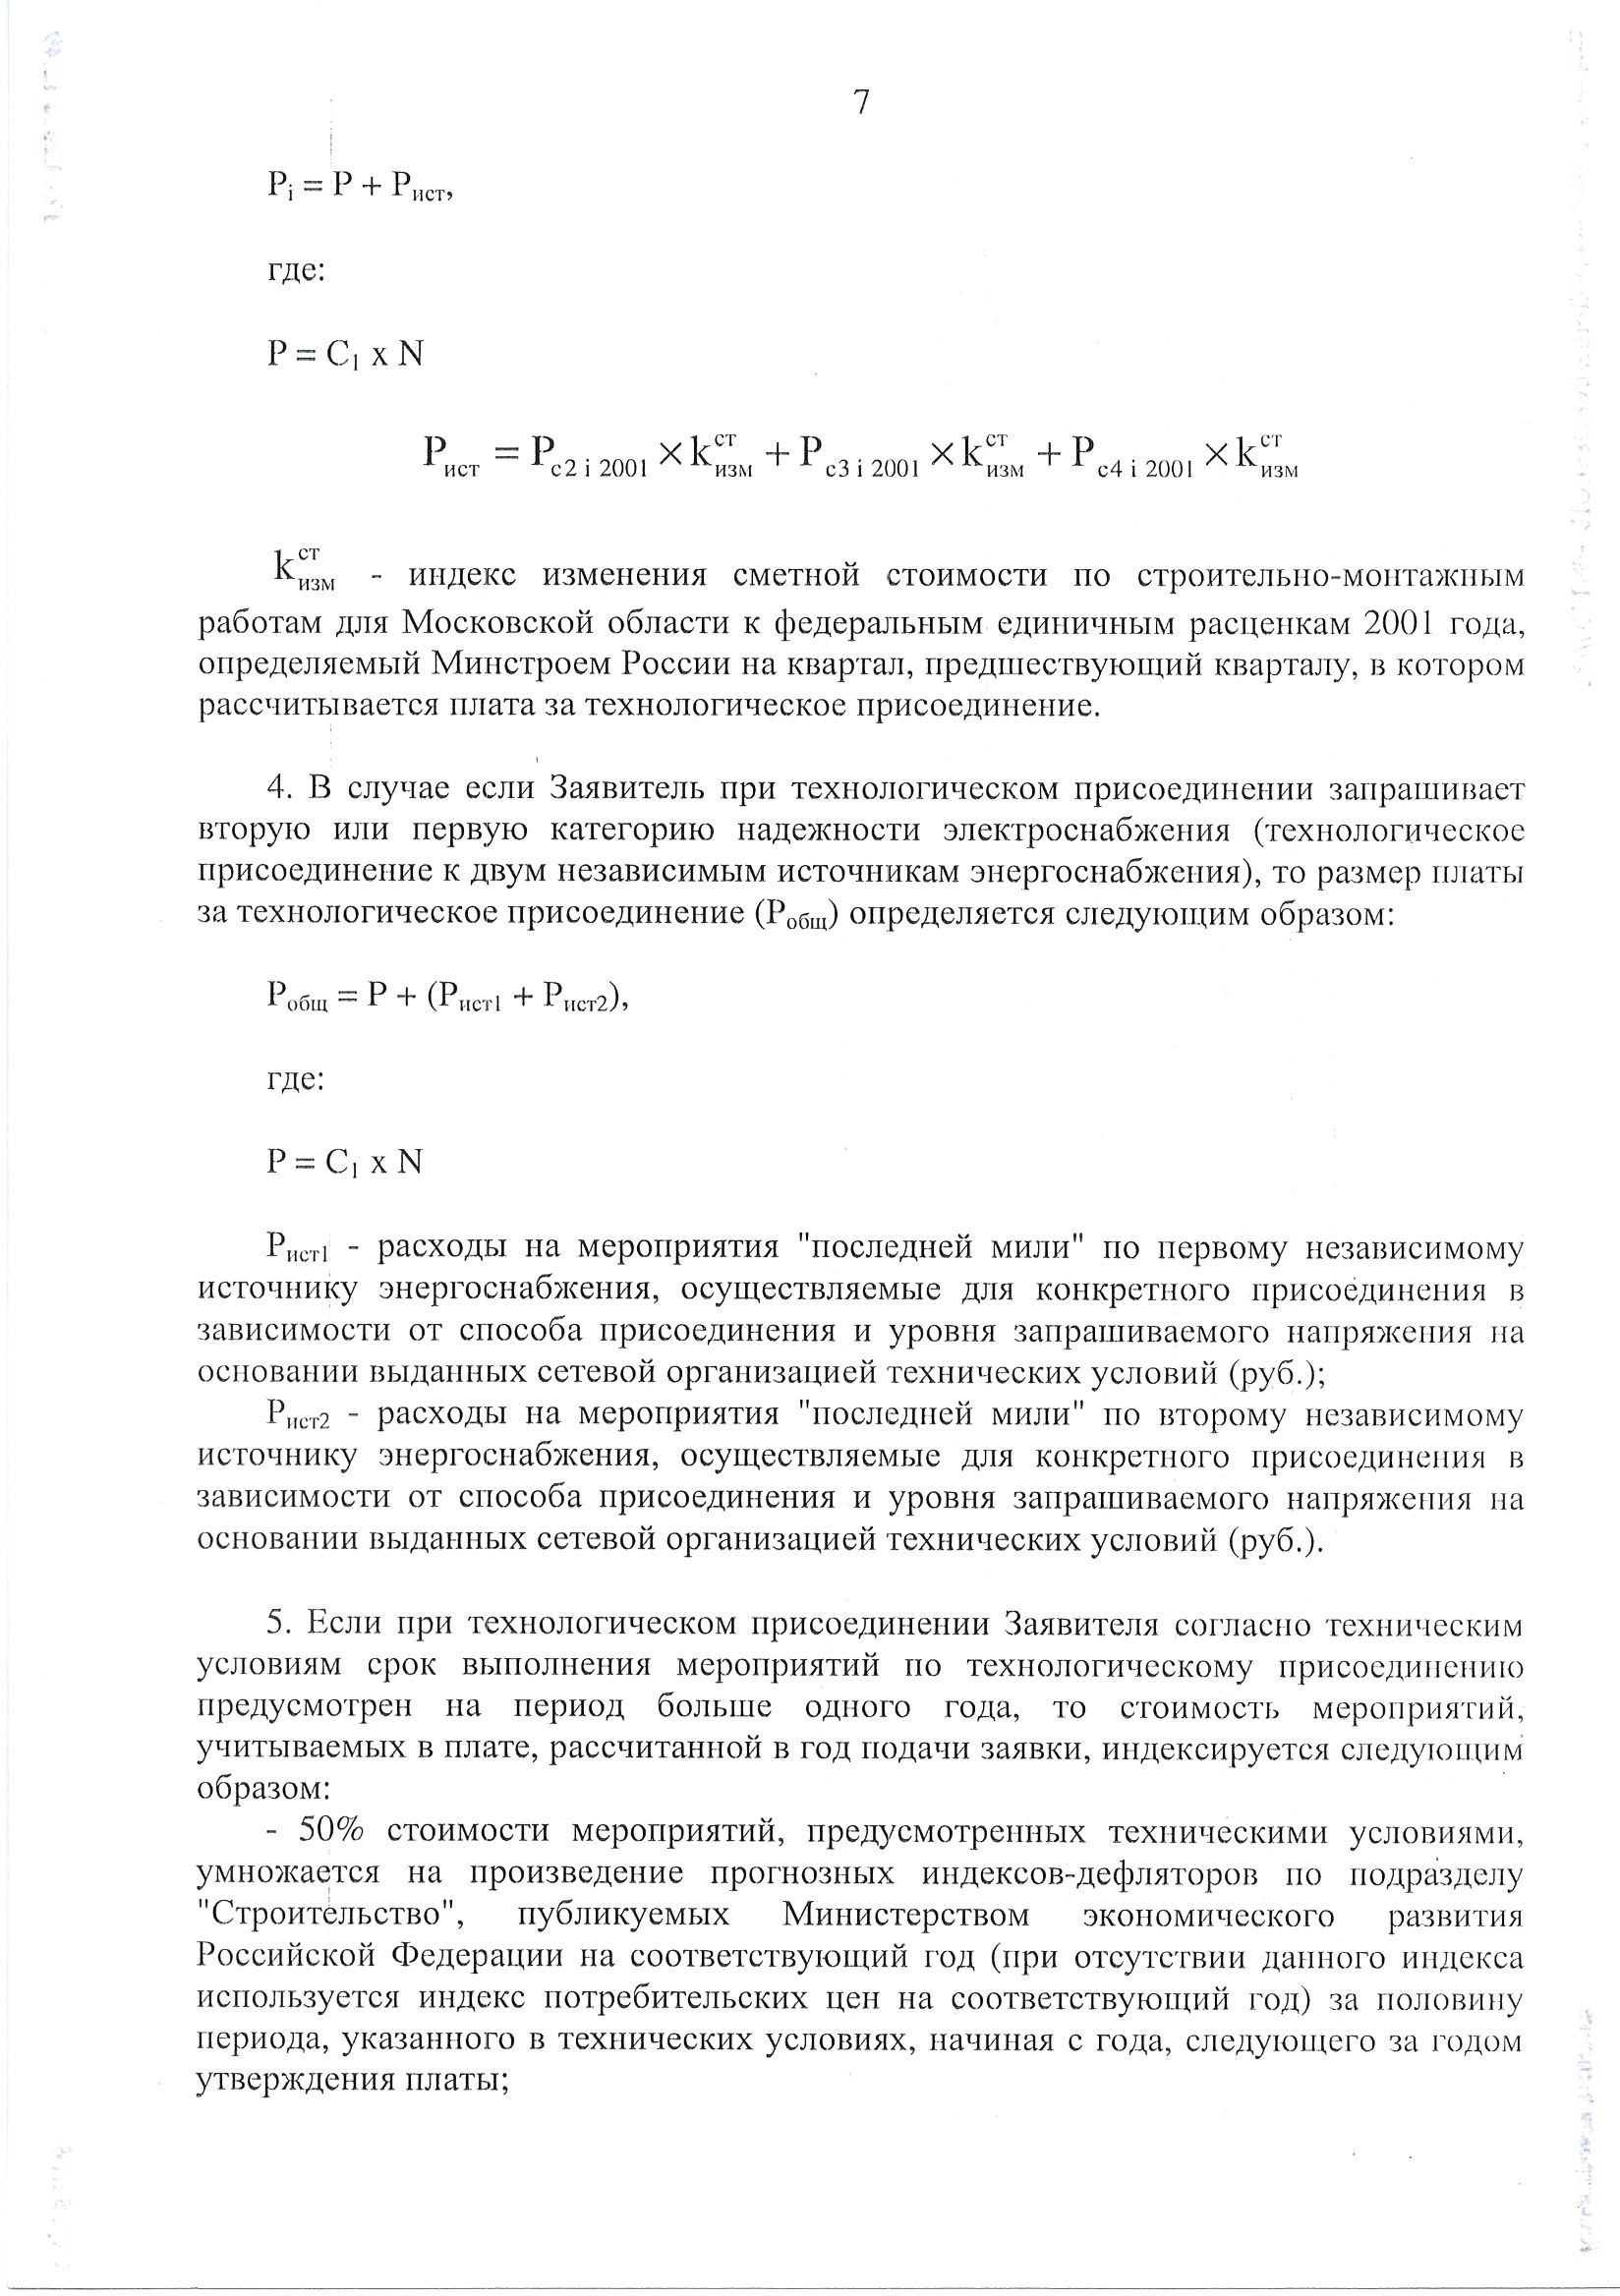 7
Pi = P + Pист,
где:
P = C1 x N
Pист = Pс2 i 2001 × kстизм + Pс3 i 2001 × kстизм + Pс4 i 2001 × kстизм
kстизм - индекс изменения сметной стоимости по строительно-монтажным
работам для Московской области к федеральным единичным расценкам 2001 года,
определяемый Минстроем России на квартал, предшествующий кварталу, в котором
рассчитывается плата за технологическое присоединение.
4. В случае если Заявитель при технологическом присоединении запрашивает
вторую или первую категорию надежности электроснабжения (технологическое
присоединение к двум независимым источникам энергоснабжения), то размер платы
за технологическое присоединение (Робщ) определяется следующим образом:
Робщ = P + (Рист1 + Рист2),
где:
P = C1 x N
Рист1 - расходы на мероприятия "последней мили" по первому независимому
источнику энергоснабжения, осуществляемые для конкретного присоединения в
зависимости от способа присоединения и уровня запрашиваемого напряжения на
основании выданных сетевой организацией технических условий (руб.);
Рист2 - расходы на мероприятия "последней мили" по второму независимому
источнику энергоснабжения, осуществляемые для конкретного присоединения в
зависимости от способа присоединения и уровня запрашиваемого напряжения на
основании выданных сетевой организацией технических условий (руб.).
5. Если при технологическом присоединении Заявителя согласно техническим
условиям срок выполнения мероприятий по технологическому присоединению
предусмотрен на период больше одного года, то стоимость мероприятий,
учитываемых в плате, рассчитанной в год подачи заявки, индексируется следующим
образом:
- 50% стоимости мероприятий, предусмотренных техническими условиями,
умножается на произведение прогнозных индексов-дефляторов по подразделу
"Строительство", публикуемых Министерством экономического развития
Российской Федерации на соответствующий год (при отсутствии данного индекса
используется индекс потребительских цен на соответствующий год) за половину
периода, указанного в технических условиях, начиная с года, следующего за годом
утверждения платы;